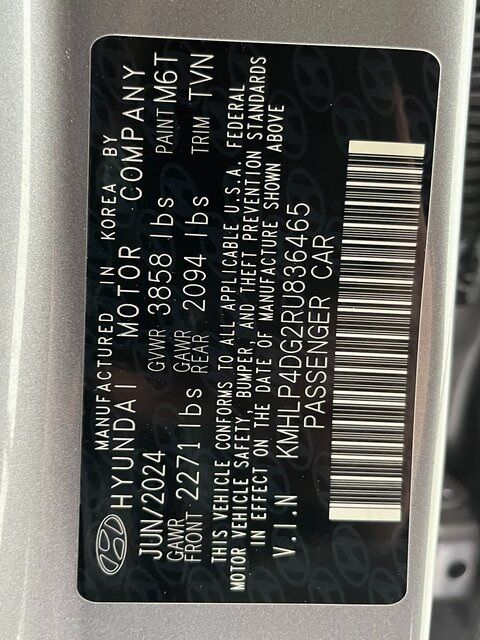 MANUFACTURED IN KOREA BY
HYUNDAI MOTOR COMPANY
JUN/2024 GVWR 3858 lbs PAINT M6T
GAWR FRONT 2271 lbs GAWR REAR 2094 lbs TRIM TVN
THIS VEHICLE CONFORMS TO ALL APPLICABLE U.S.A. FEDERAL
MOTOR VEHICLE SAFETY, BUMPER, AND THEFT PREVENTION STANDARDS
IN EFFECT ON THE DATE OF MANUFACTURE SHOWN ABOVE
V.I.N KMHLP4DG2RU836465
PASSENGER CAR